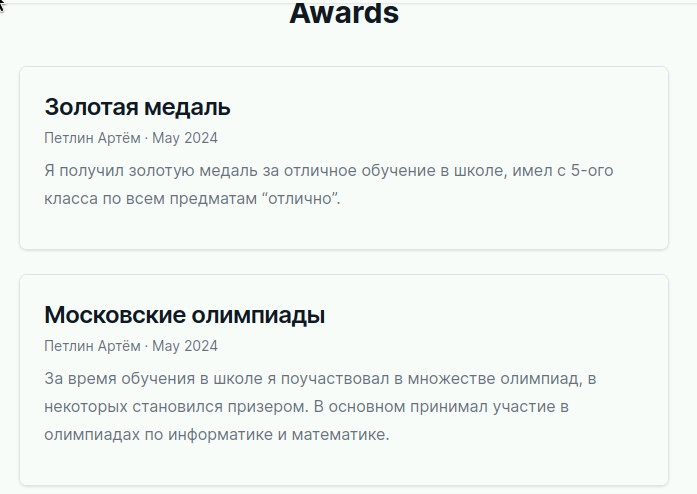 Awards
Золотая медаль
Петлин Артём · May 2024
Я получил золотую медаль за отличное обучение в школе, имел с 5-ого
класса по всем предматам “отлично”.
Московские олимпиады
Петлин Артём · May 2024
За время обучения в школе я поучаствовал в множестве олимпиад, в
некоторых становился призером. В основном принимал участие в
олимпиадах по информатике и математике.